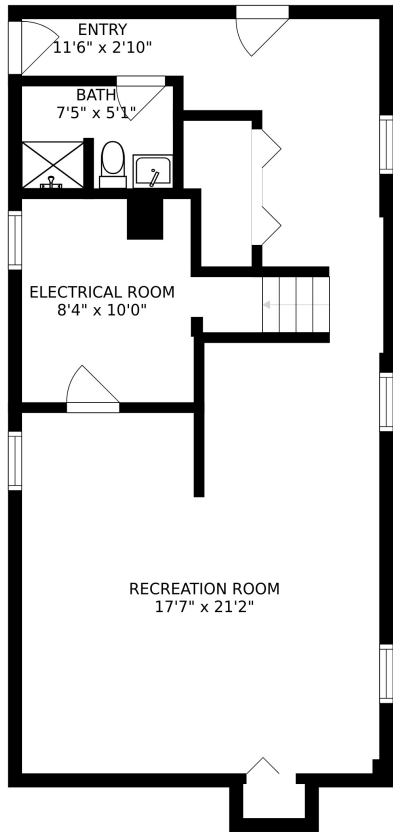 ENTRY
11'6" x 2'10"
BATH
7'5" x 5'1"
ELECTRICAL ROOM
8'4" x 10'0"
RECREATION ROOM
17'7" x 21'2"